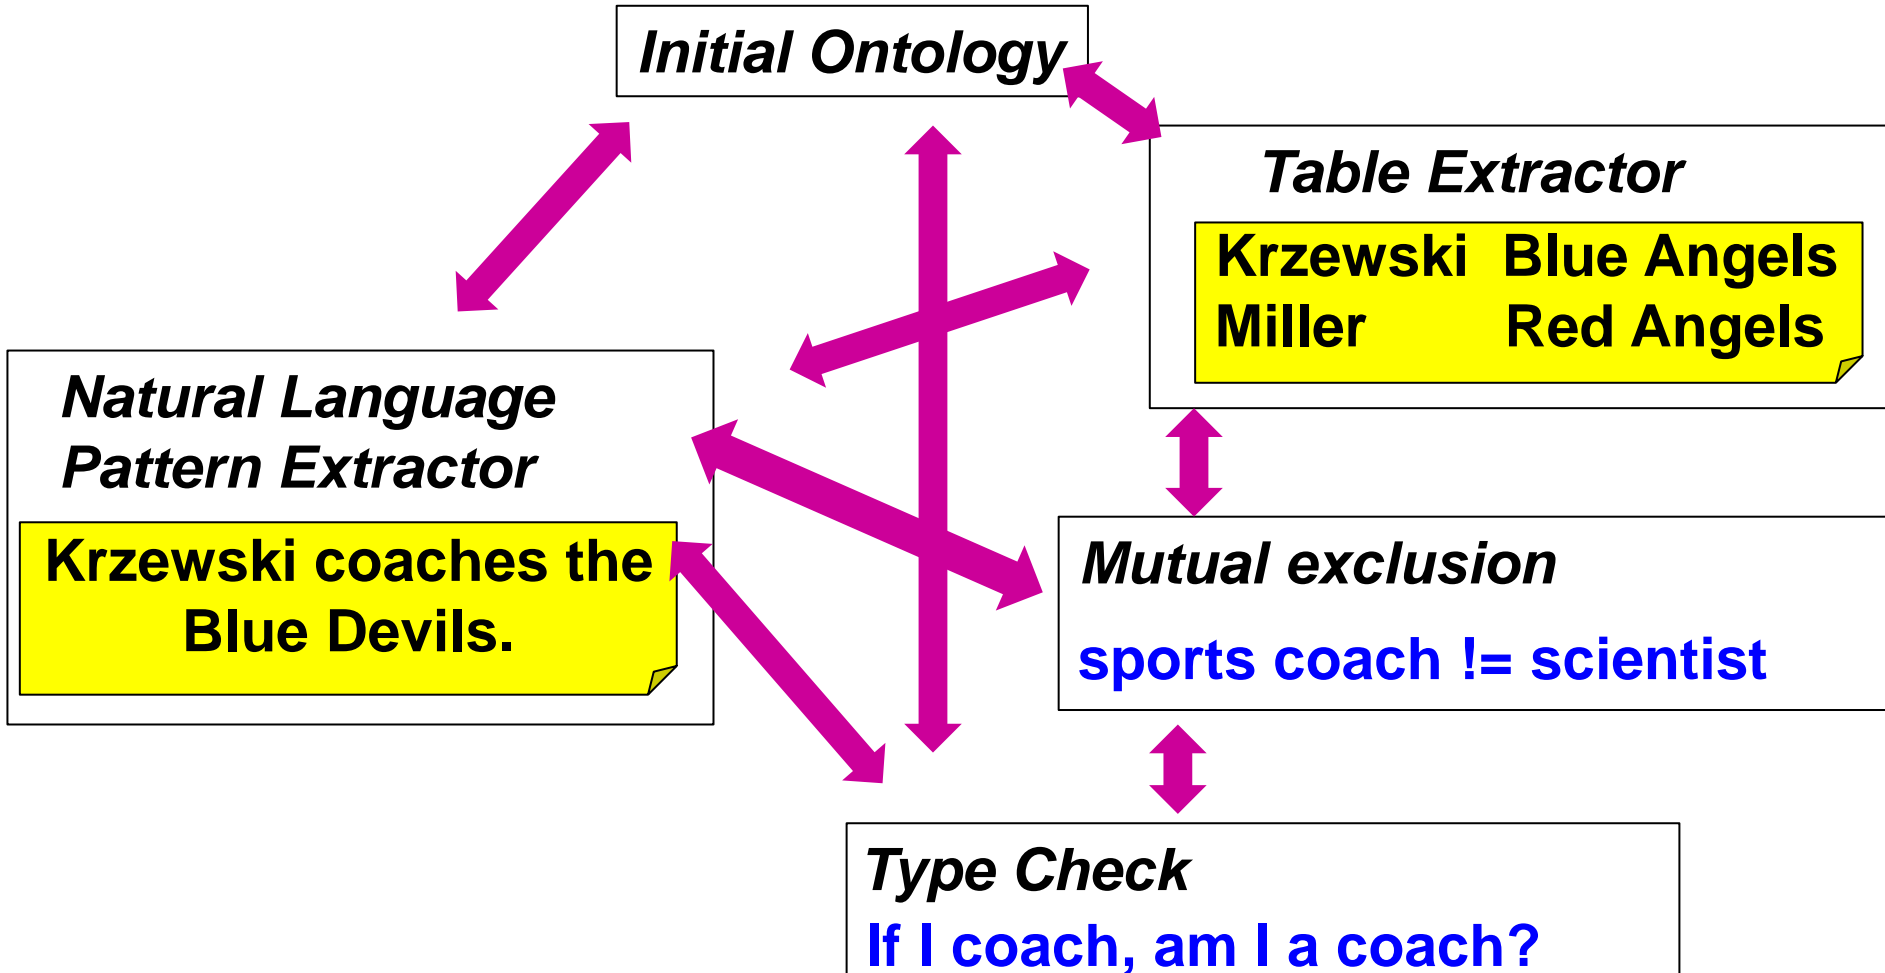 Initial Ontology
Table Extractor
Krzewski Blue Angels
Miller Red Angels
Natural Language
Pattern Extractor
Krzewski coaches the
Blue Devils.
Mutual exclusion
sports coach != scientist
Type Check
If I coach, am I a coach?